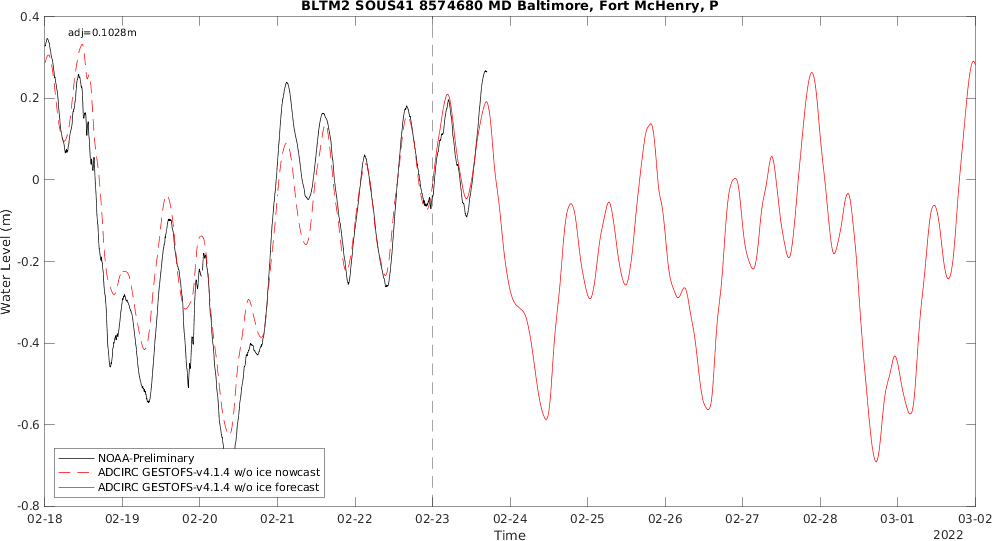 BLTM2 SOUS41 8574680 MD Baltimore, Fort McHenry, P
adj=0.1028m
0.4
0.2
0
-0.2
-0.4
-0.6
-0.8
Water Level (m)
NOAA-Preliminary
ADCIRC GESTOFS-v4.1.4 w/o ice nowcast
ADCIRC GESTOFS-v4.1.4 w/o ice forecast
02-18 02-19 02-20 02-21 02-22 02-23 02-24 02-25 02-26 02-27 02-28 03-01 03-02
Time
2022